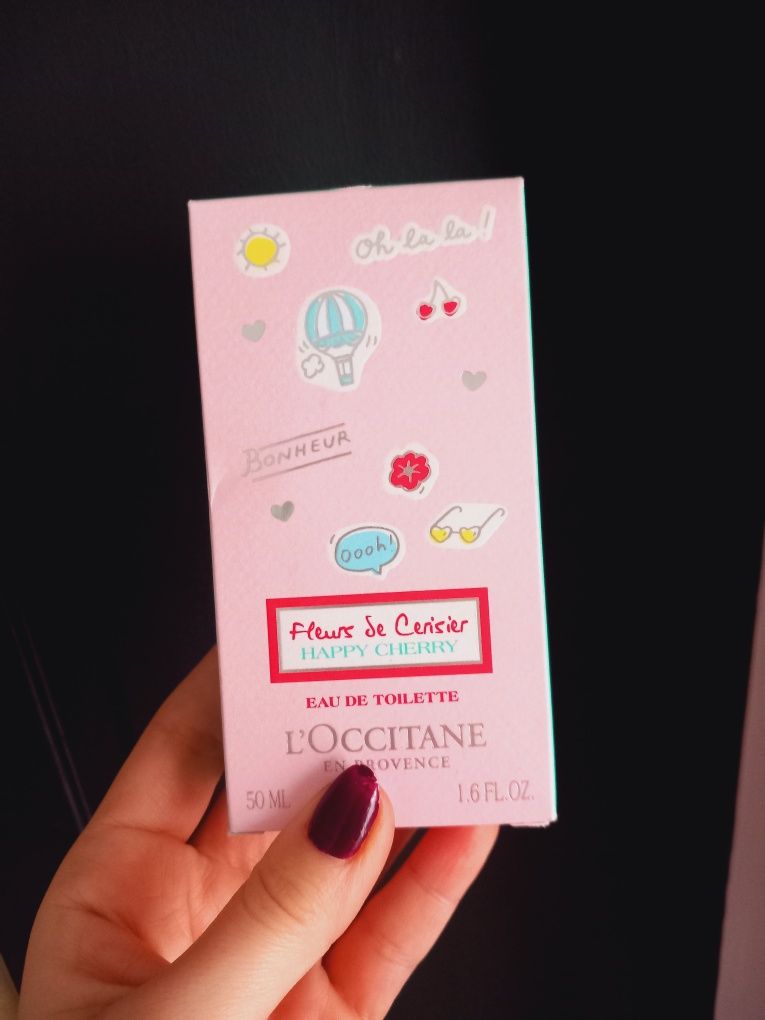 Oh la la!
BONHEUR
oooh!
Fleurs de Cerisier
HAPPY CHERRY
EAU DE TOILETTE
L'OCCITANE
EN PROVENCE
50 ML
1.6 FL.OZ.